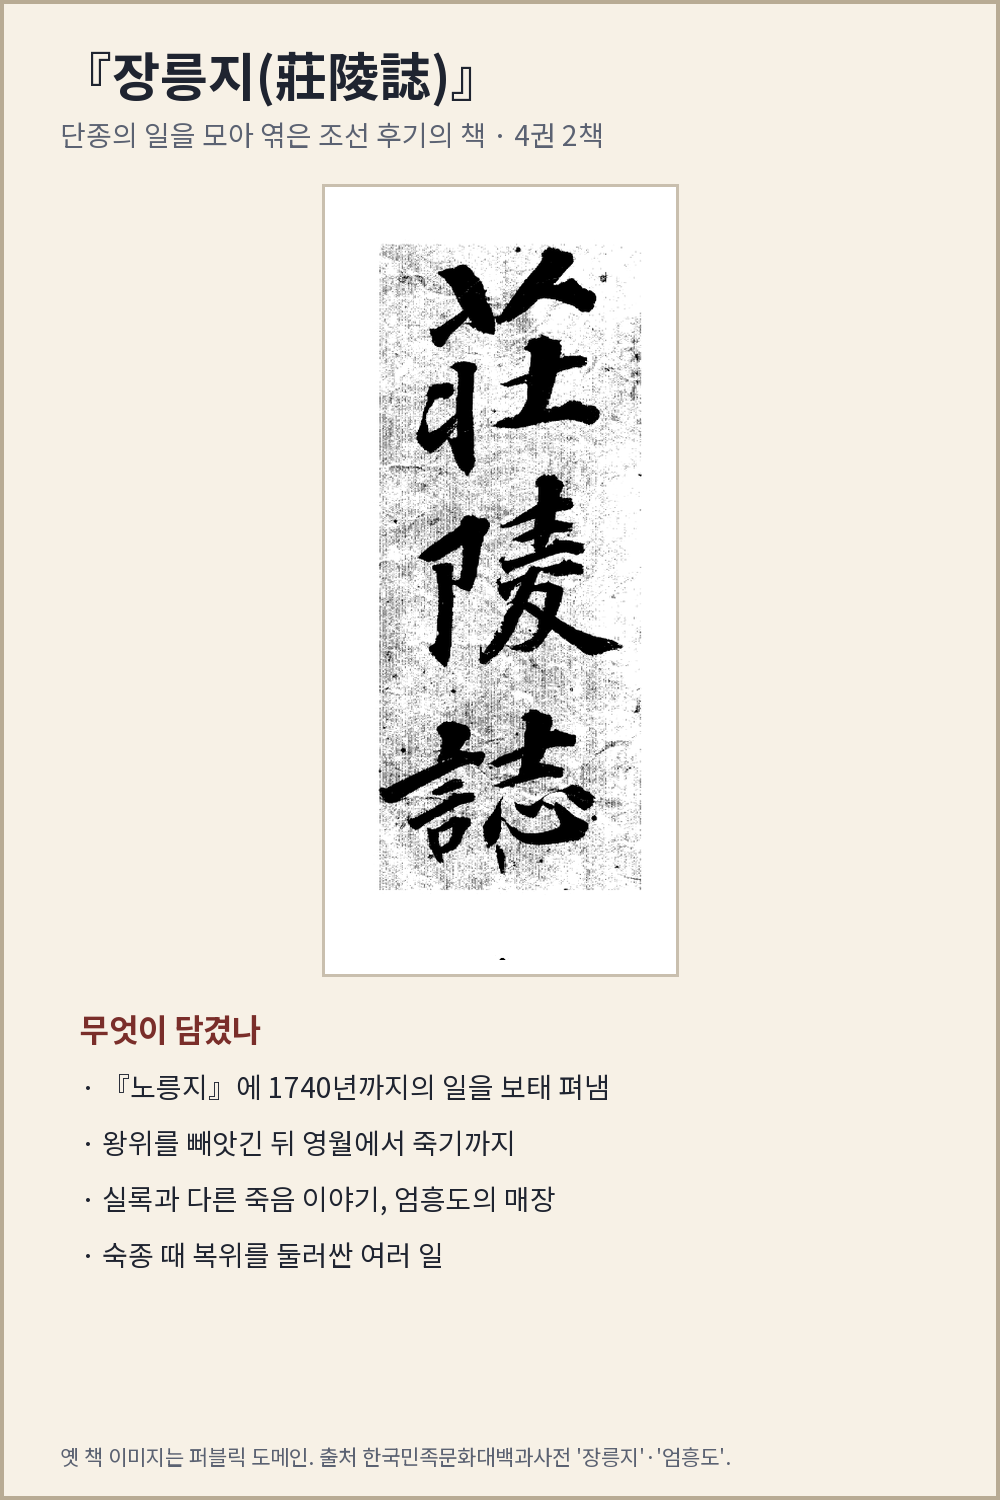 『장릉지(莊陵誌)』
단종의 일을 모아 엮은 조선 후기의 책 · 4권 2책
莊陵誌
무엇이 담겼나
· 『노릉지』에 1740년까지의 일을 보태 펴냄
· 왕위를 빼앗긴 뒤 영월에서 죽기까지
· 실록과 다른 죽음 이야기, 엄흥도의 매장
· 숙종 때 복위를 둘러싼 여러 일
옛 책 이미지는 퍼블릭 도메인. 출처 한국민족문화대백과사전 '장릉지'·'엄흥도'.